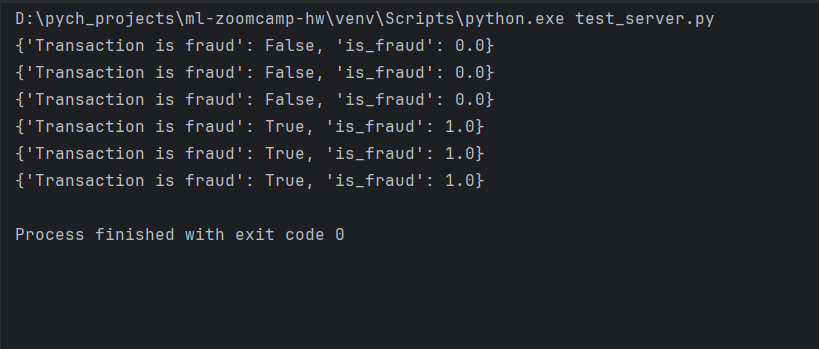 D:\pych_projects\ml-zoomcamp-hw\venv\Scripts\python.exe test_server.py
{'Transaction is fraud': False, 'is_fraud': 0.0}
{'Transaction is fraud': False, 'is_fraud': 0.0}
{'Transaction is fraud': False, 'is_fraud': 0.0}
{'Transaction is fraud': True, 'is_fraud': 1.0}
{'Transaction is fraud': True, 'is_fraud': 1.0}
{'Transaction is fraud': True, 'is_fraud': 1.0}
Process finished with exit code 0